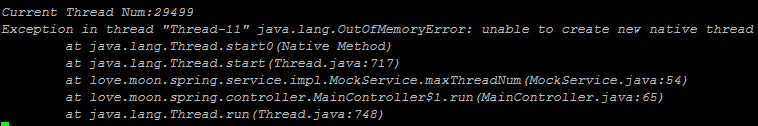 Current Thread Num:29499
Exception in thread "Thread-11" java.lang.OutOfMemoryError: unable to create new native thread
at java.lang.Thread.start0(Native Method)
at java.lang.Thread.start(Thread.java:717)
at love.moon.spring.service.impl.MockService.maxThreadNum(MockService.java:54)
at love.moon.spring.controller.MainController$1.run(MainController.java:65)
at java.lang.Thread.run(Thread.java:748)